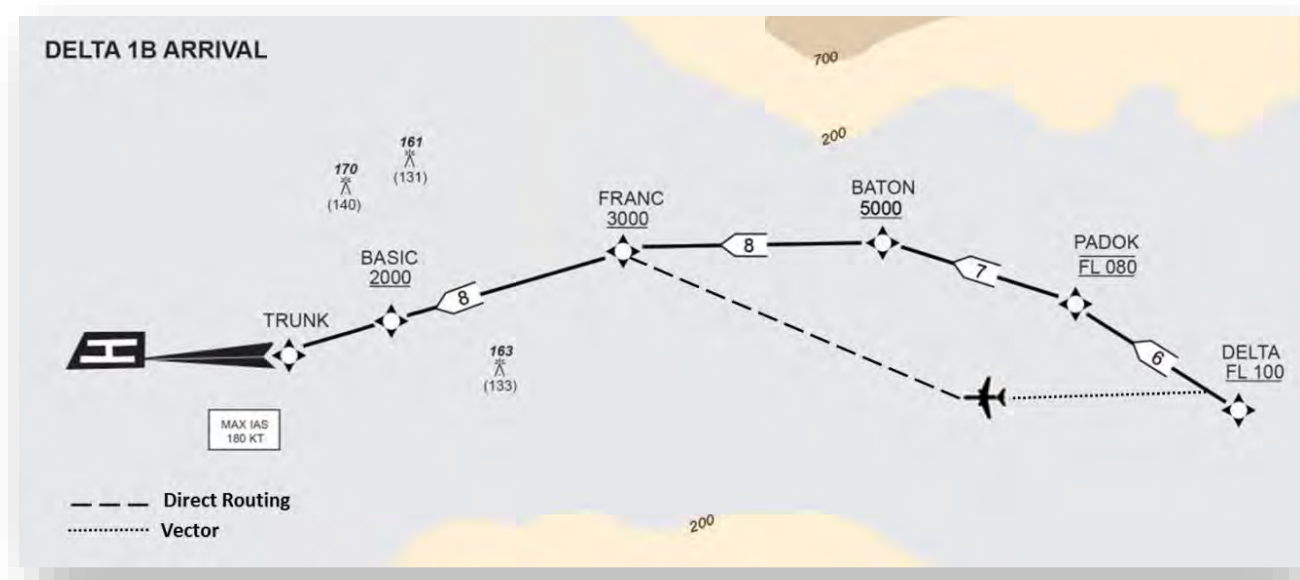 DELTA 1B ARRIVAL
700
200
161
(131)
170
(140)
FRANC
3000
BATON
5000
8
PADOK
FL 080
7
BASIC
2000
8
TRUNK
H
163
(133)
6
DELTA
FL 100
MAX IAS
180 KT
Direct Routing
Vector
200